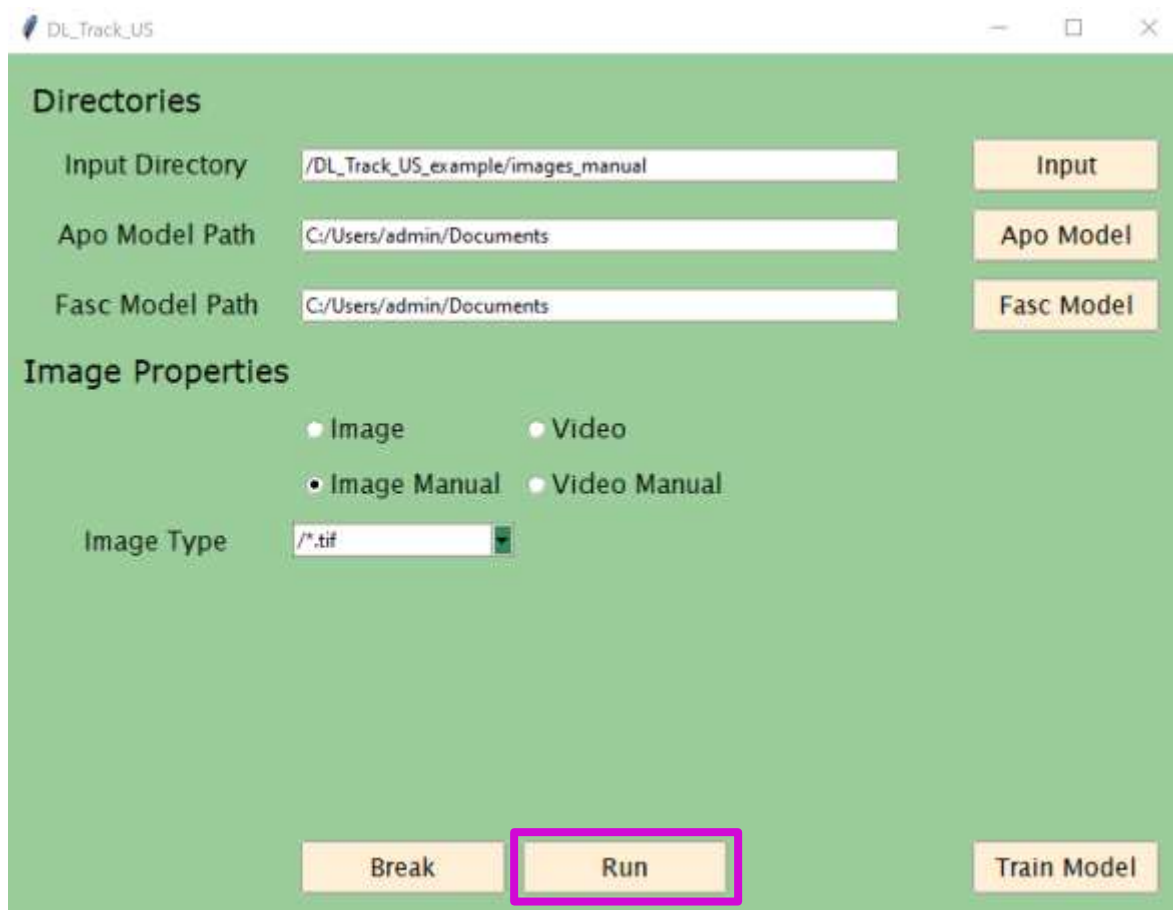 DL_Track_US
Directories
Input Directory /DL_Track_US_example/images_manual Input
Apo Model Path C:/Users/admin/Documents Apo Model
Fasc Model Path C:/Users/admin/Documents Fasc Model
Image Properties
Image Video
Image Manual Video Manual
Image Type /*.tif
Break Run Train Model